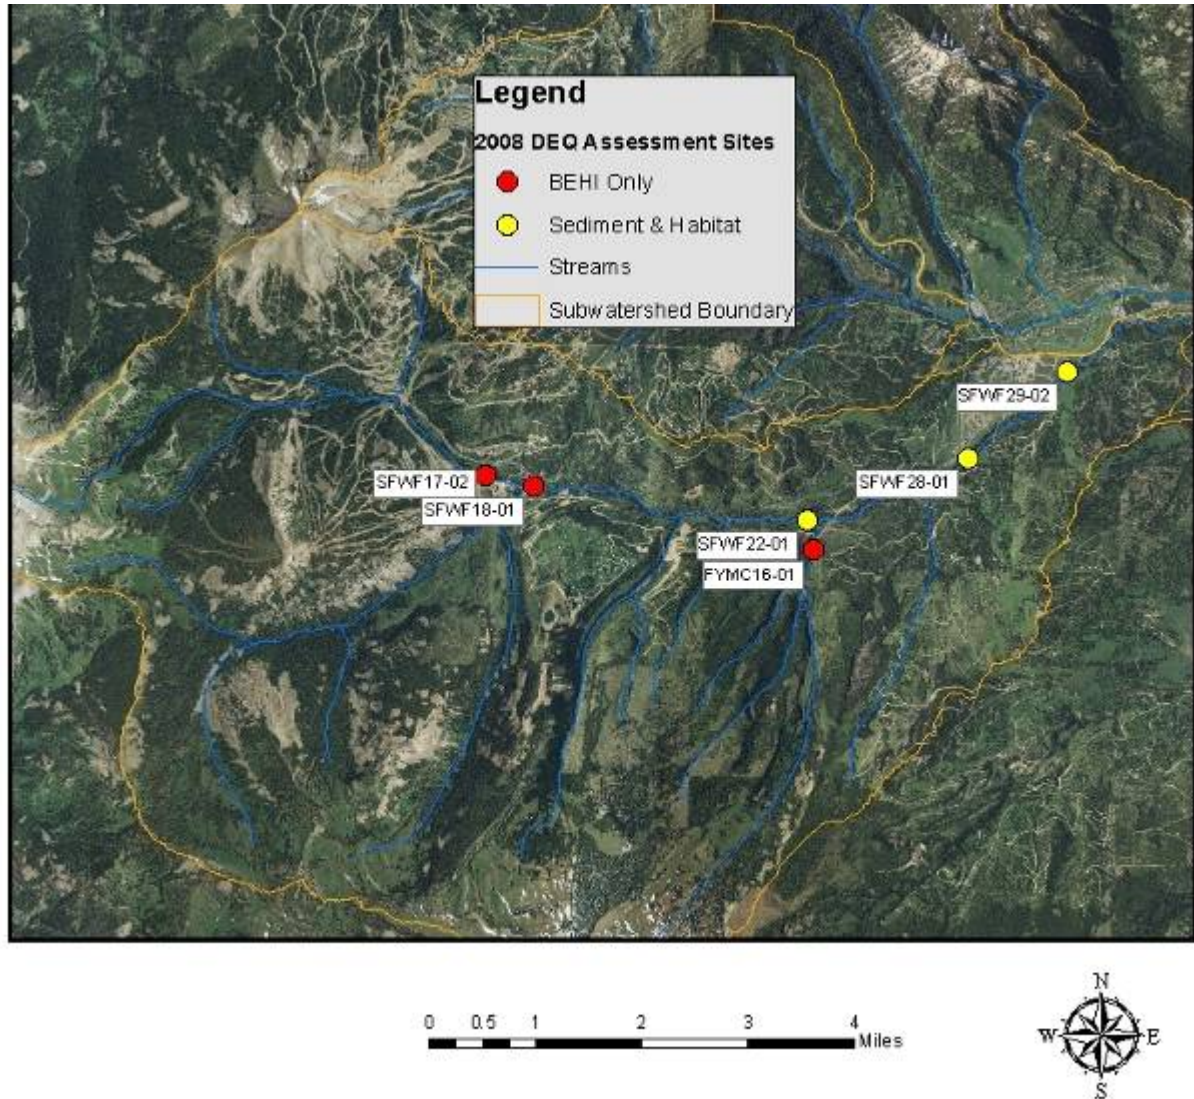 Legend
2008 DEQ Assessment Sites
BEHI Only
Sediment & Habitat
Streams
Subwatershed Boundary
SFWF29-02
SFWF17-02
SFWF28-01
SFWF18-01
SFWF22-01
FYMC16-01
0 0.5 1 2 3 4
Miles
N
W E
S